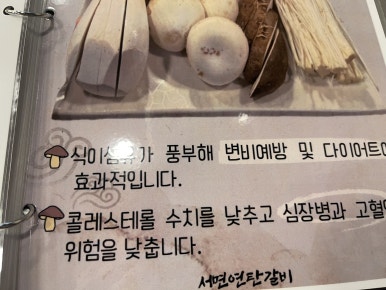 식이섬유가 풍부해 변비예방 및 다이어트에
효과적입니다.
콜레스테롤 수치를 낮추고 심장병과 고혈압
위험을 낮춥니다.
서면연탄갈비